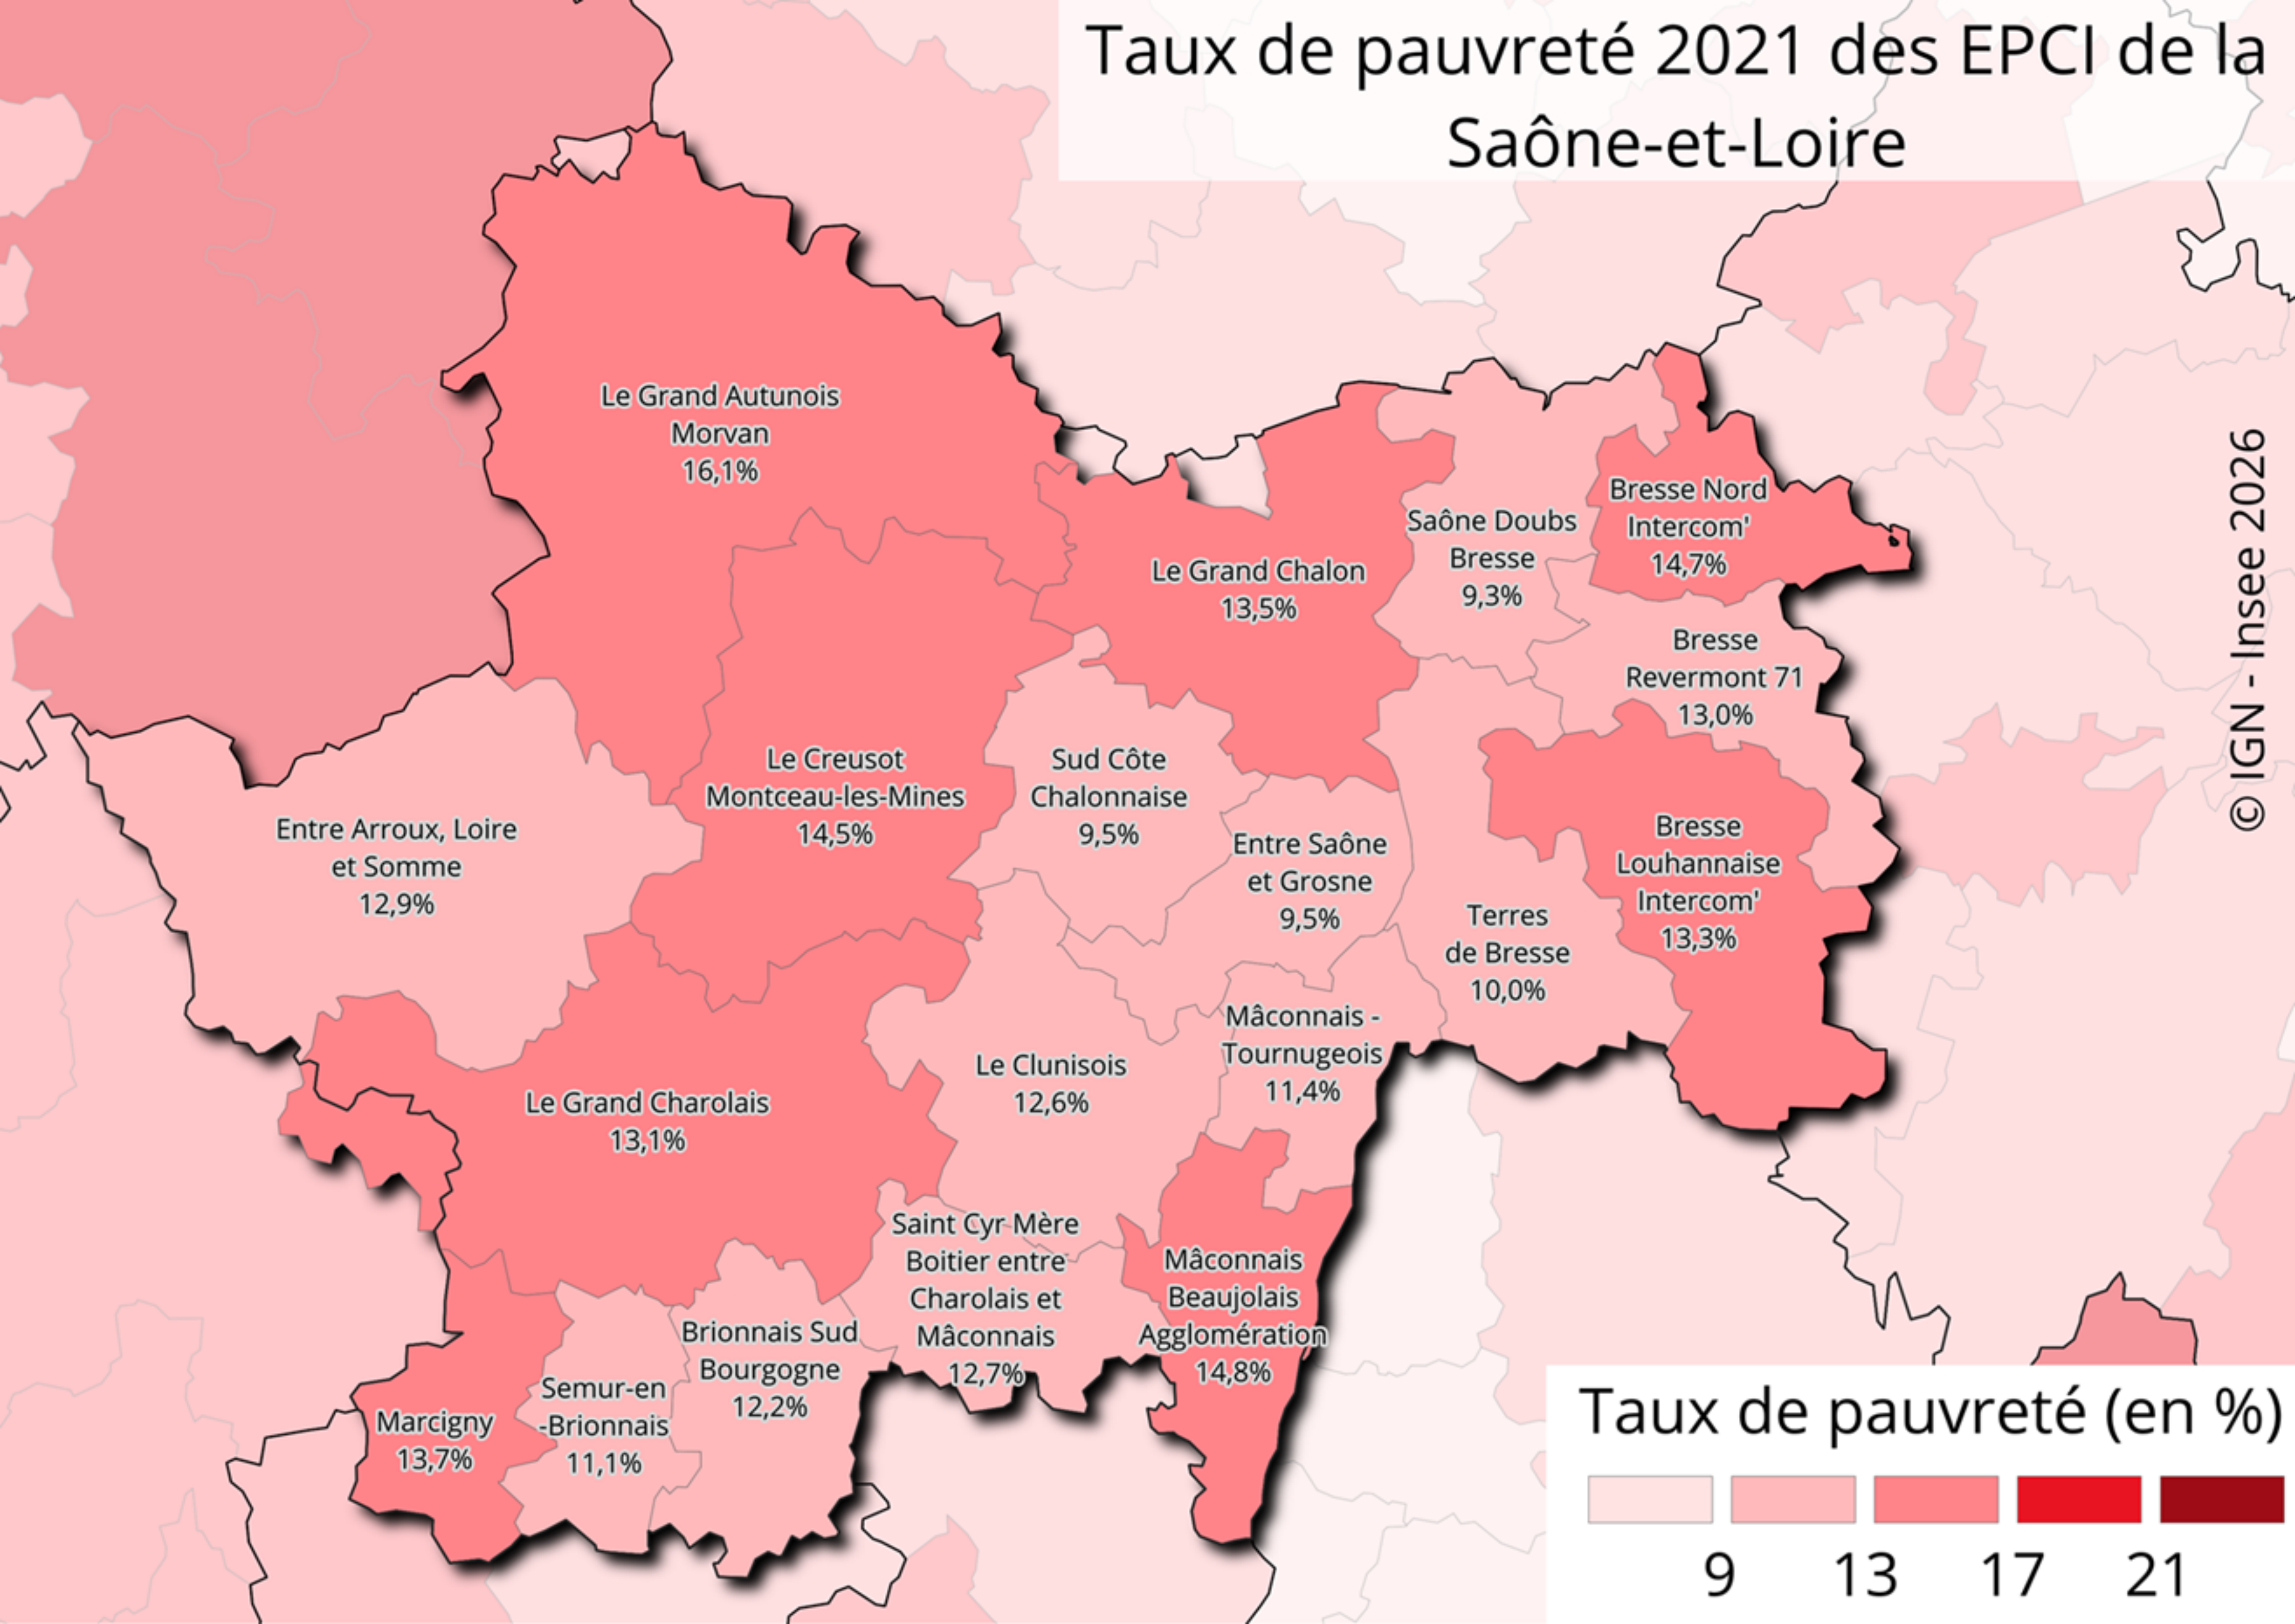 Taux de pauvreté 2021 des EPCI de la
Saône-et-Loire
Le Grand Autunois
Morvan
16,1%
Le Grand Chalon
13,5%
Saône Doubs
Bresse
9,3%
Bresse Nord
Intercom'
14,7%
Bresse
Revermont 71
13,0%
Le Creusot
Montceau-les-Mines
14,5%
Sud Côte
Chalonnaise
9,5%
Entre Arroux, Loire
et Somme
12,9%
Entre Saône
et Grosne
9,5%
Bresse
Louhannaise
Intercom'
13,3%
Terres
de Bresse
10,0%
Mâconnais -
Tournugeois
11,4%
Le Clunisois
12,6%
Le Grand Charolais
13,1%
Saint Cyr Mère
Boitier entre
Charolais et
Mâconnais
12,7%
Mâconnais
Beaujolais
Agglomération
14,8%
Brionnais Sud
Bourgogne
12,2%
Semur-en
-Brionnais
11,1%
Marcigny
13,7%
© IGN - Insee 2026
Taux de pauvreté (en %)
9 13 17 21